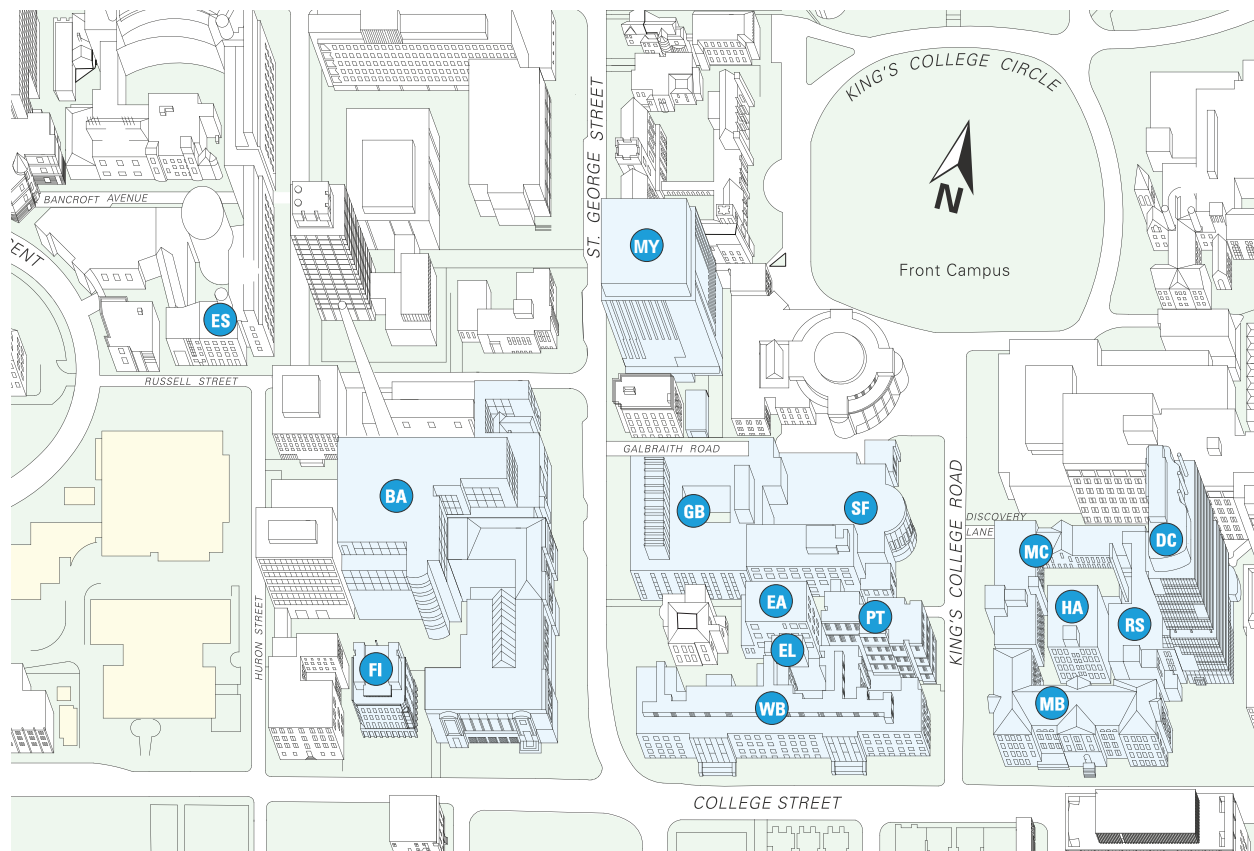 KING'S COLLEGE CIRCLE
ST. GEORGE STREET
N
BANCROFT AVENUE
MY
DENT
Front Campus
ES
RUSSELL STREET
GALBRAITH ROAD
BA
GB
SF
KING'S COLLEGE ROAD
DISCOVERY
LANE
MC
DC
EA
HA
PT
RS
HURON STREET
EL
FI
WB
MB
COLLEGE STREET